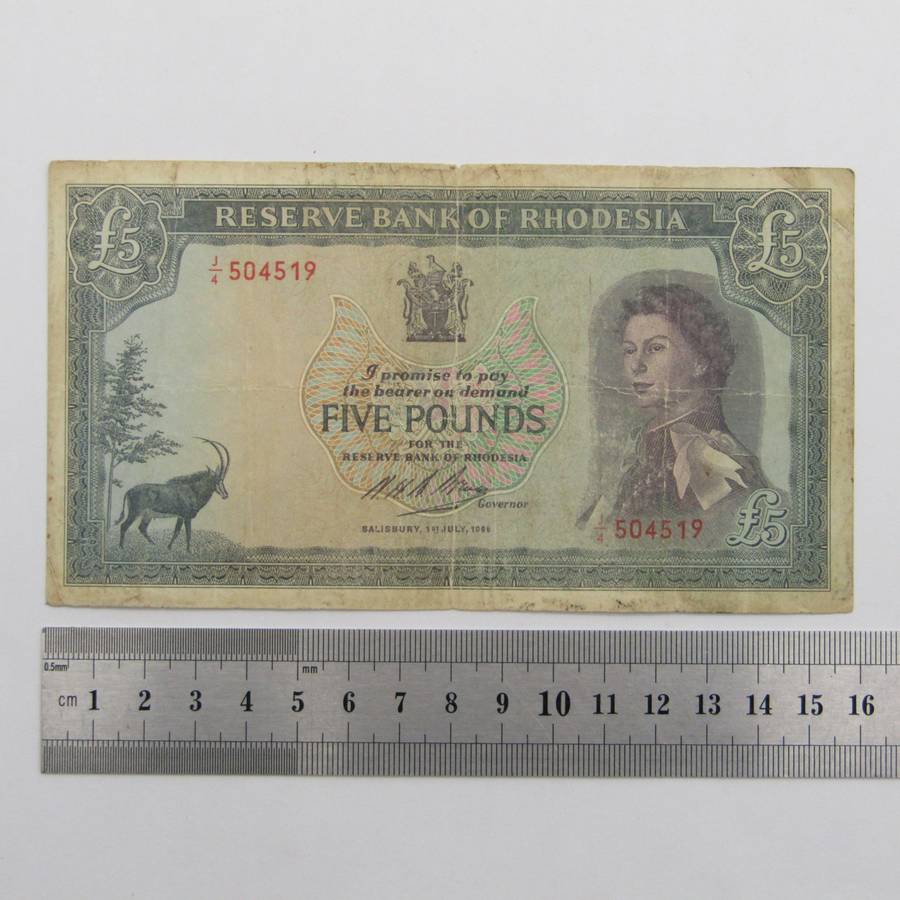 RESERVE BANK OF RHODESIA
£5 £5
J/4 504519
I promise to pay
the bearer on demand
FIVE POUNDS
FOR THE
RESERVE BANK OF RHODESIA
Governor
SALISBURY, 1ST JULY, 1966
J/4 504519
£5
0.5mm mm
cm 1 2 3 4 5 6 7 8 9 10 11 12 13 14 15 16